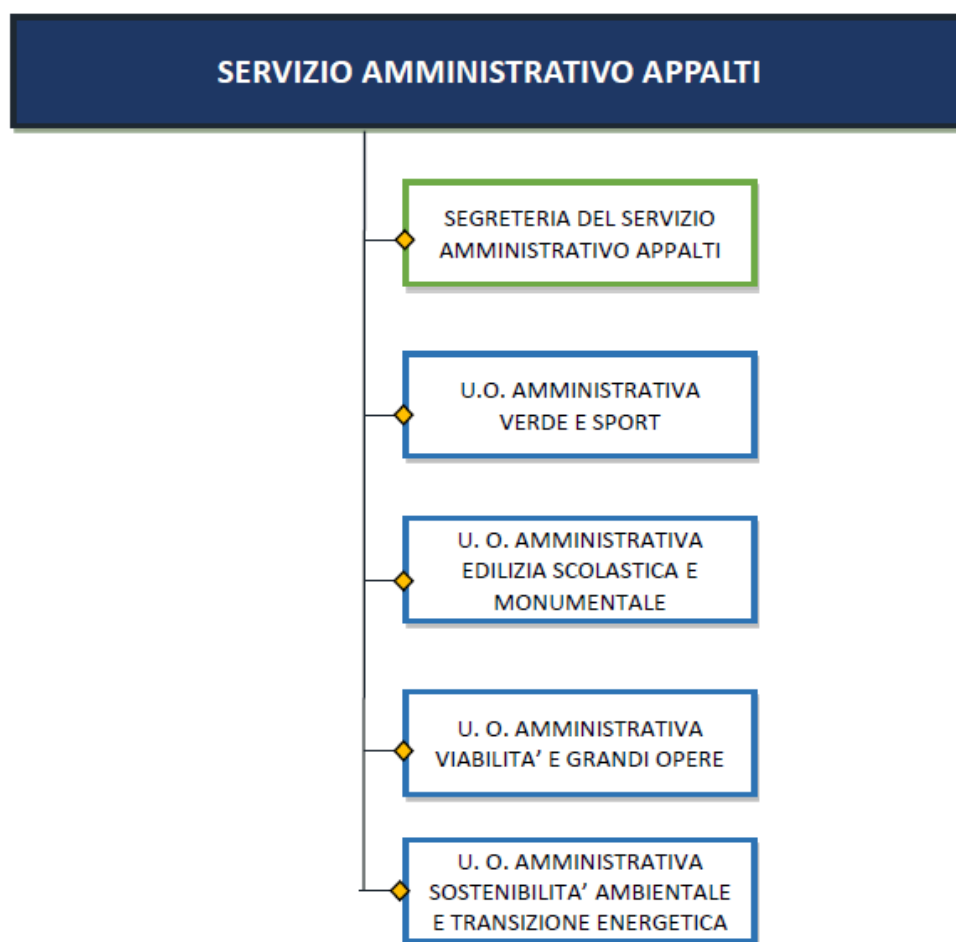 SERVIZIO AMMINISTRATIVO APPALTI
SEGRETERIA DEL SERVIZIO
AMMINISTRATIVO APPALTI
U.O. AMMINISTRATIVA
VERDE E SPORT
U. O. AMMINISTRATIVA
EDILIZIA SCOLASTICA E
MONUMENTALE
U. O. AMMINISTRATIVA
VIABILITA’ E GRANDI OPERE
U. O. AMMINISTRATIVA
SOSTENIBILITA’ AMBIENTALE
E TRANSIZIONE ENERGETICA